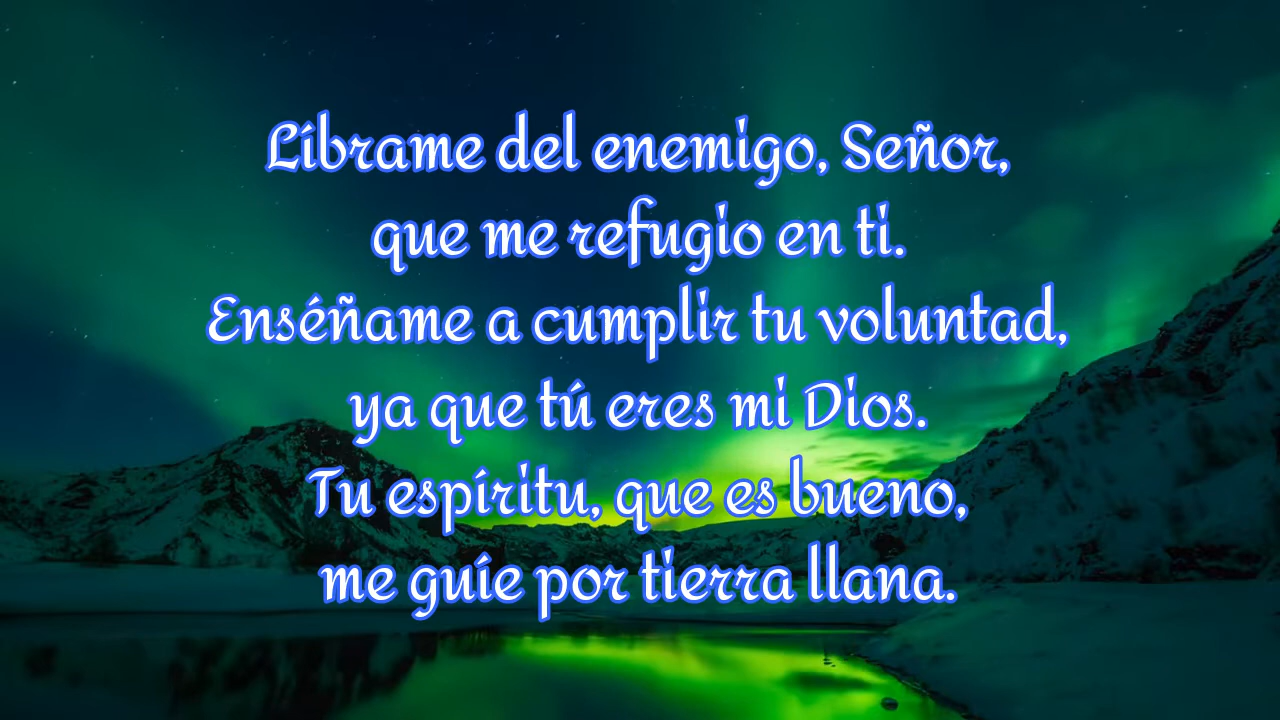 Líbrame del enemigo, Señor,
que me refugio en ti.
Enséñame a cumplir tu voluntad,
ya que tú eres mi Dios.
Tu espíritu, que es bueno,
me guíe por tierra llana.